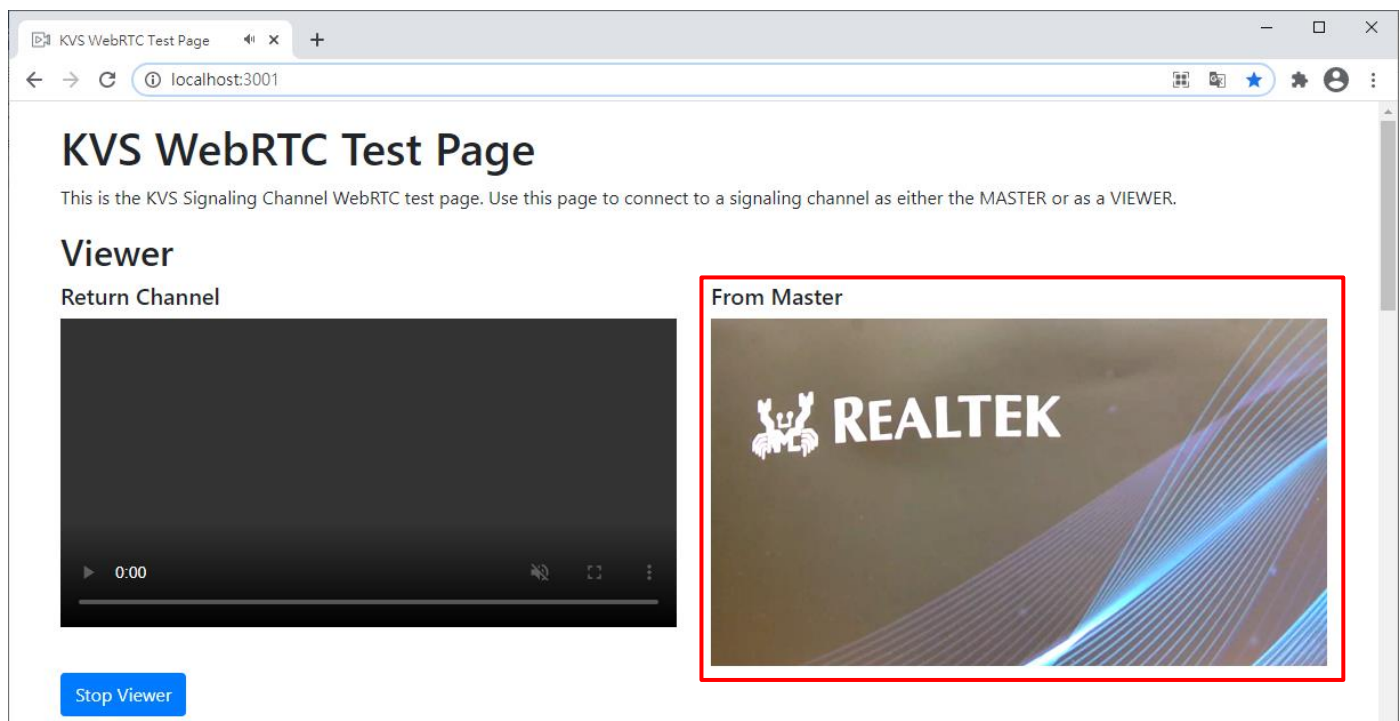 KVS WebRTC Test Page
localhost:3001
KVS WebRTC Test Page
This is the KVS Signaling Channel WebRTC test page. Use this page to connect to a signaling channel as either the MASTER or as a VIEWER.
Viewer
Return Channel
From Master
REALTEK
0:00
Stop Viewer